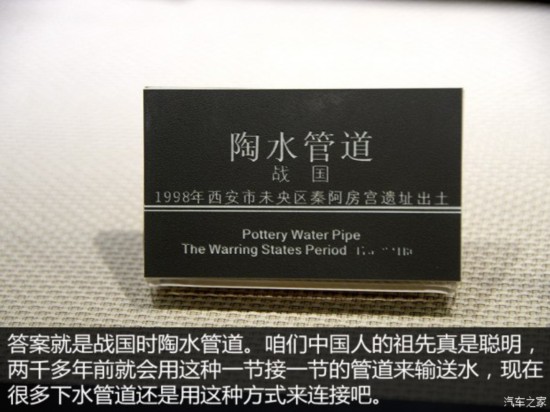 陶水管道
战国
1998年西安市未央区秦阿房宫遗址出土
Pottery Water Pipe
The Warring States Period
答案就是战国时陶水管道。咱们中国人的祖先真是聪明，
两千多年前就会用这种一节接一节的管道来输送水，现在
很多下水管道还是用这种方式来连接吧。
汽车之家